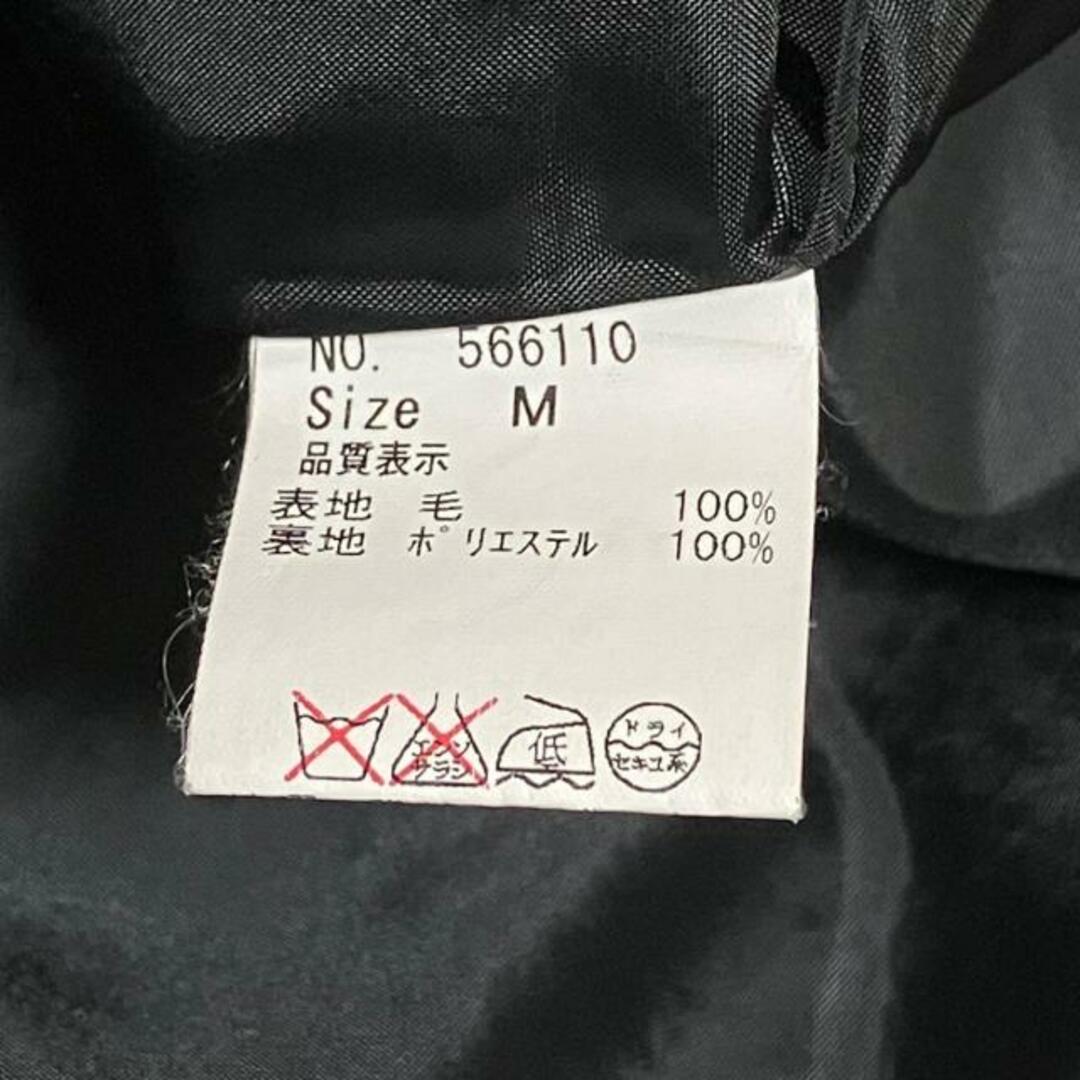 NO. 566110
Size M
品質表示
表地 毛 100%
裏地 ポリエステル 100%
エンソ
サラシ
低
ドライ
セキユ系